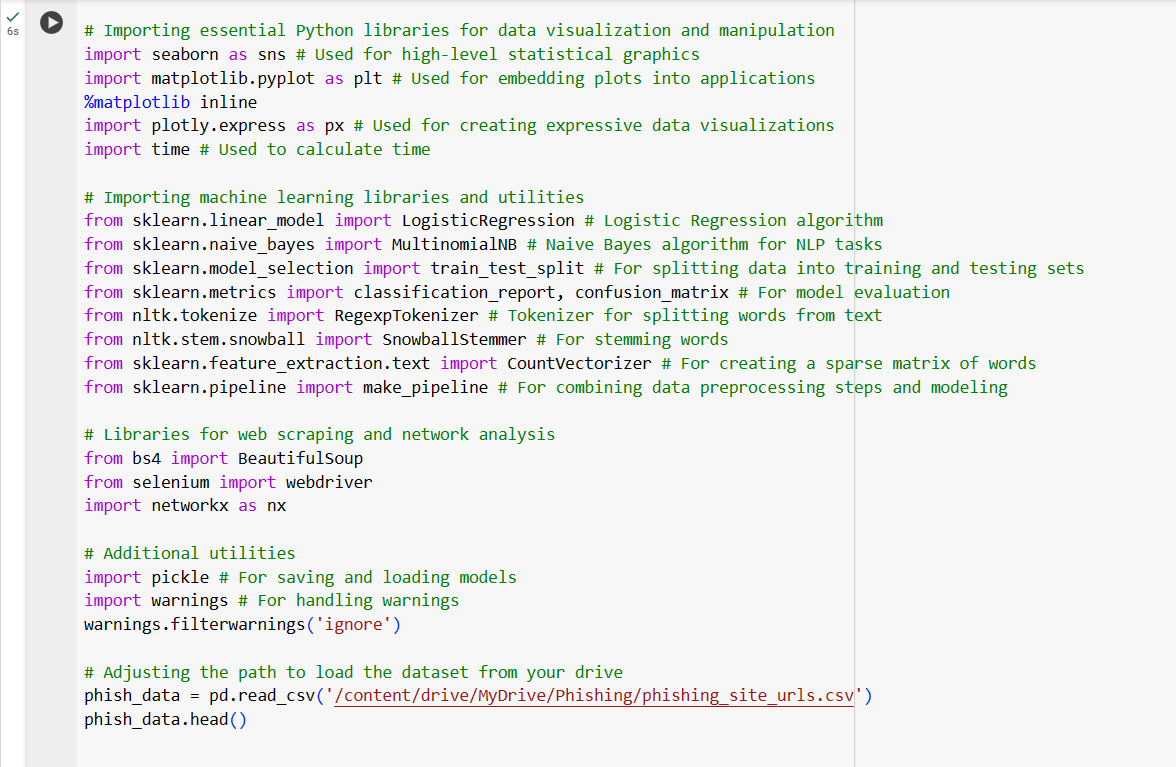 6s
# Importing essential Python libraries for data visualization and manipulation
import seaborn as sns # Used for high-level statistical graphics
import matplotlib.pyplot as plt # Used for embedding plots into applications
%matplotlib inline
import plotly.express as px # Used for creating expressive data visualizations
import time # Used to calculate time
# Importing machine learning libraries and utilities
from sklearn.linear_model import LogisticRegression # Logistic Regression algorithm
from sklearn.naive_bayes import MultinomialNB # Naive Bayes algorithm for NLP tasks
from sklearn.model_selection import train_test_split # For splitting data into training and testing sets
from sklearn.metrics import classification_report, confusion_matrix # For model evaluation
from nltk.tokenize import RegexpTokenizer # Tokenizer for splitting words from text
from nltk.stem.snowball import SnowballStemmer # For stemming words
from sklearn.feature_extraction.text import CountVectorizer # For creating a sparse matrix of words
from sklearn.pipeline import make_pipeline # For combining data preprocessing steps and modeling
# Libraries for web scraping and network analysis
from bs4 import BeautifulSoup
from selenium import webdriver
import networkx as nx
# Additional utilities
import pickle # For saving and loading models
import warnings # For handling warnings
warnings.filterwarnings('ignore')
# Adjusting the path to load the dataset from your drive
phish_data = pd.read_csv('/content/drive/MyDrive/Phishing/phishing_site_urls.csv')
phish_data.head()